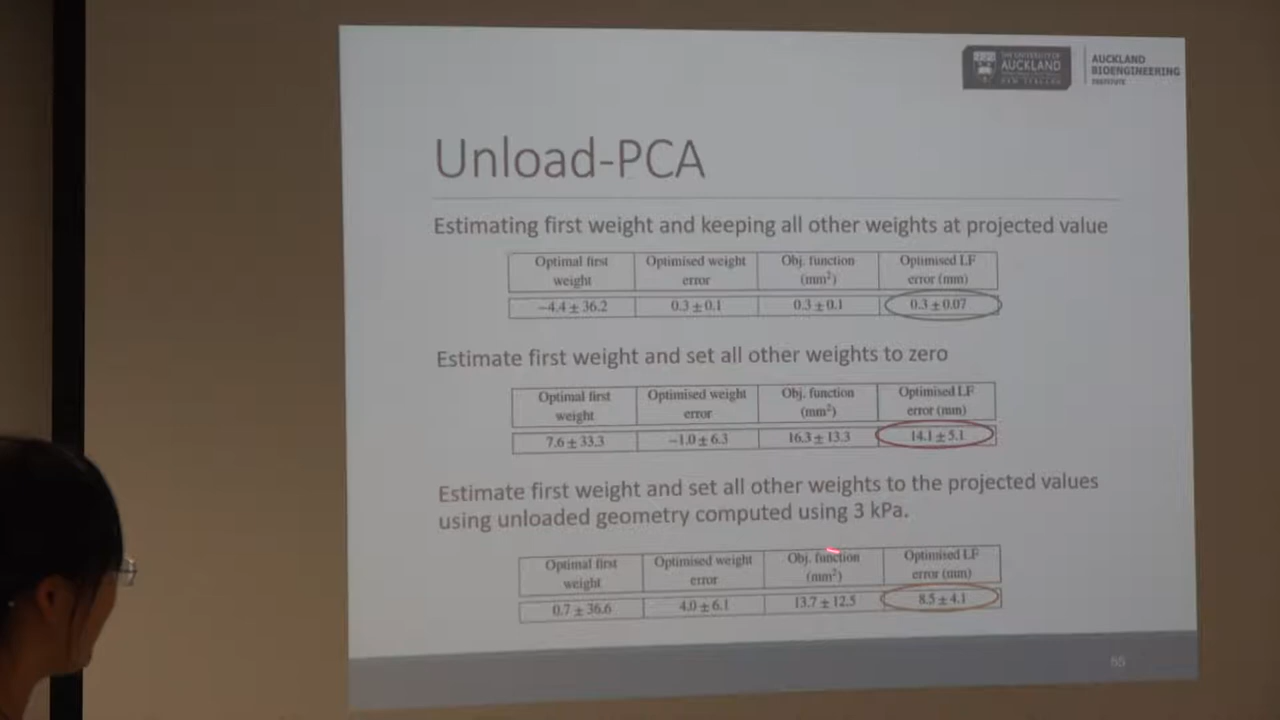 THE UNIVERSITY OF
AUCKLAND
NEW ZEALAND
AUCKLAND
BIOENGINEERING
INSTITUTE
Unload-PCA
Estimating first weight and keeping all other weights at projected value
Optimal first weight Optimised weight error Obj. function (mm²) Optimised LF error (mm)
−4.4 ± 36.2 0.3 ± 0.1 0.3 ± 0.1 0.3 ± 0.07
Estimate first weight and set all other weights to zero
Optimal first weight Optimised weight error Obj. function (mm²) Optimised LF error (mm)
7.6 ± 33.3 −1.0 ± 6.3 16.3 ± 13.3 14.1 ± 5.1
Estimate first weight and set all other weights to the projected values
using unloaded geometry computed using 3 kPa.
Optimal first weight Optimised weight error Obj. function (mm²) Optimised LF error (mm)
0.7 ± 36.6 4.0 ± 6.1 13.7 ± 12.5 8.5 ± 4.1
55